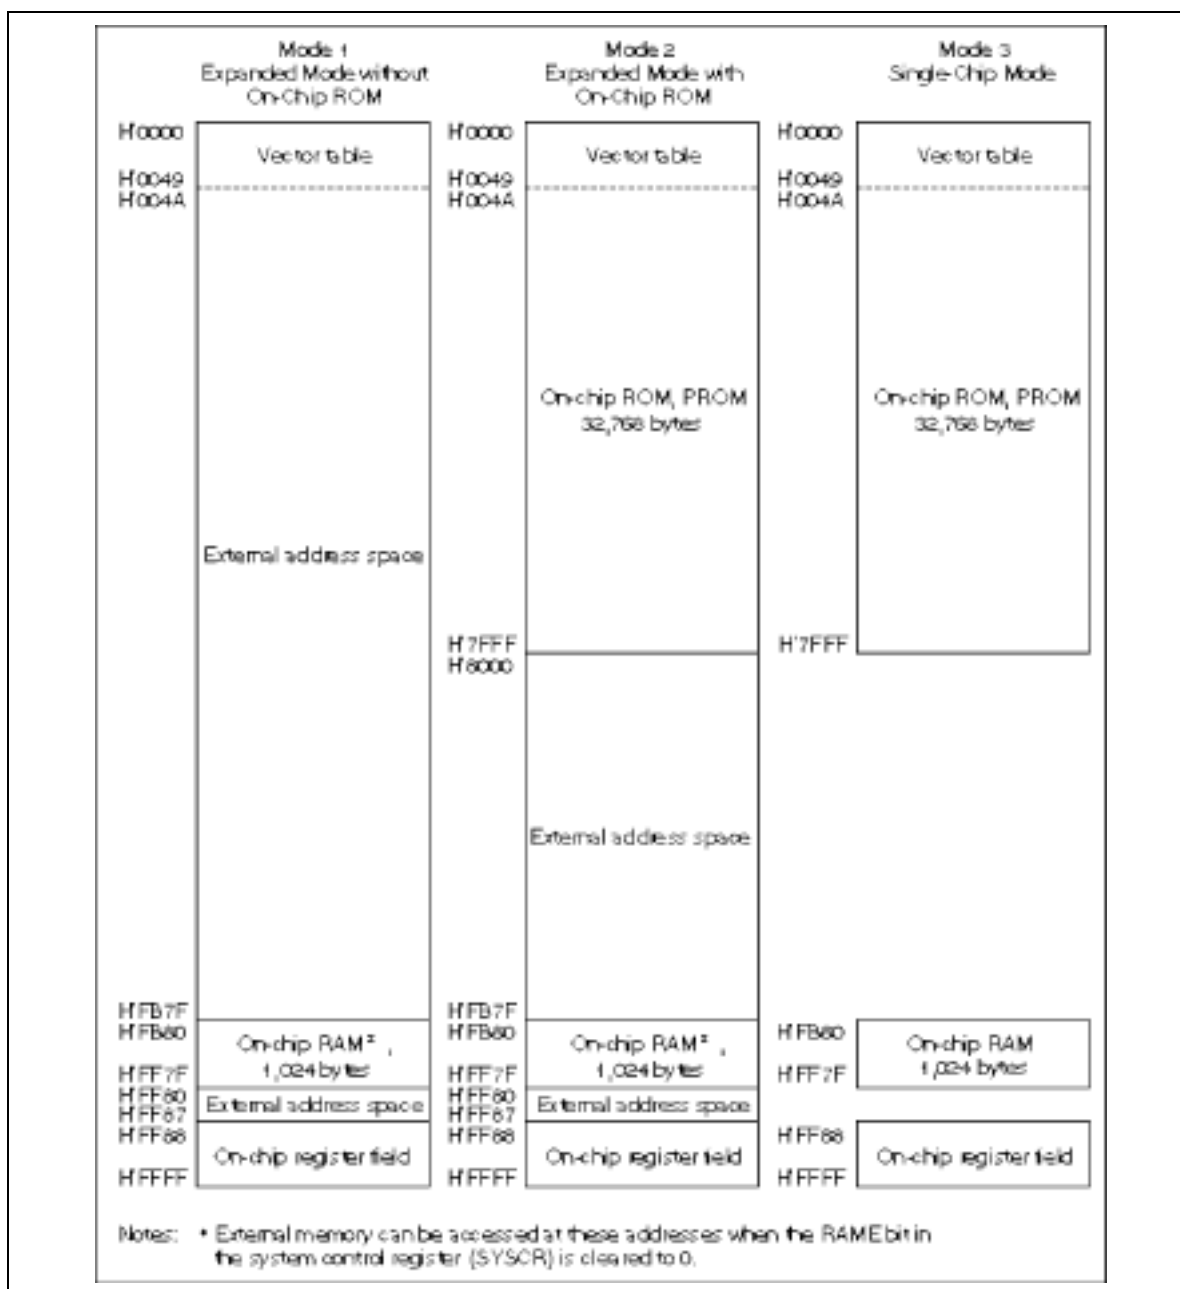 Mode 1
Expanded Mode without
On-Chip ROM
H'0000
Vector table
H'0049
H'004A
External address space
H'FB7F
H'FB80
On-chip RAM*,
1,024 bytes
H'FF7F
H'FF80
External address space
H'FF87
H'FF88
On-chip register field
H'FFFF
Mode 2
Expanded Mode with
On-Chip ROM
H'0000
Vector table
H'0049
H'004A
On-chip ROM, PROM
32,768 bytes
H'7FFF
H'8000
External address space
H'FB7F
H'FB80
On-chip RAM*,
1,024 bytes
H'FF7F
H'FF80
External address space
H'FF87
H'FF88
On-chip register field
H'FFFF
Mode 3
Single-Chip Mode
H'0000
Vector table
H'0049
H'004A
On-chip ROM, PROM
32,768 bytes
H'7FFF
H'FB80
On-chip RAM
1,024 bytes
H'FF7F
H'FF88
On-chip register field
H'FFFF
Notes: * External memory can be accessed at these addresses when the RAME bit in
the system control register (SYSCR) is cleared to 0.